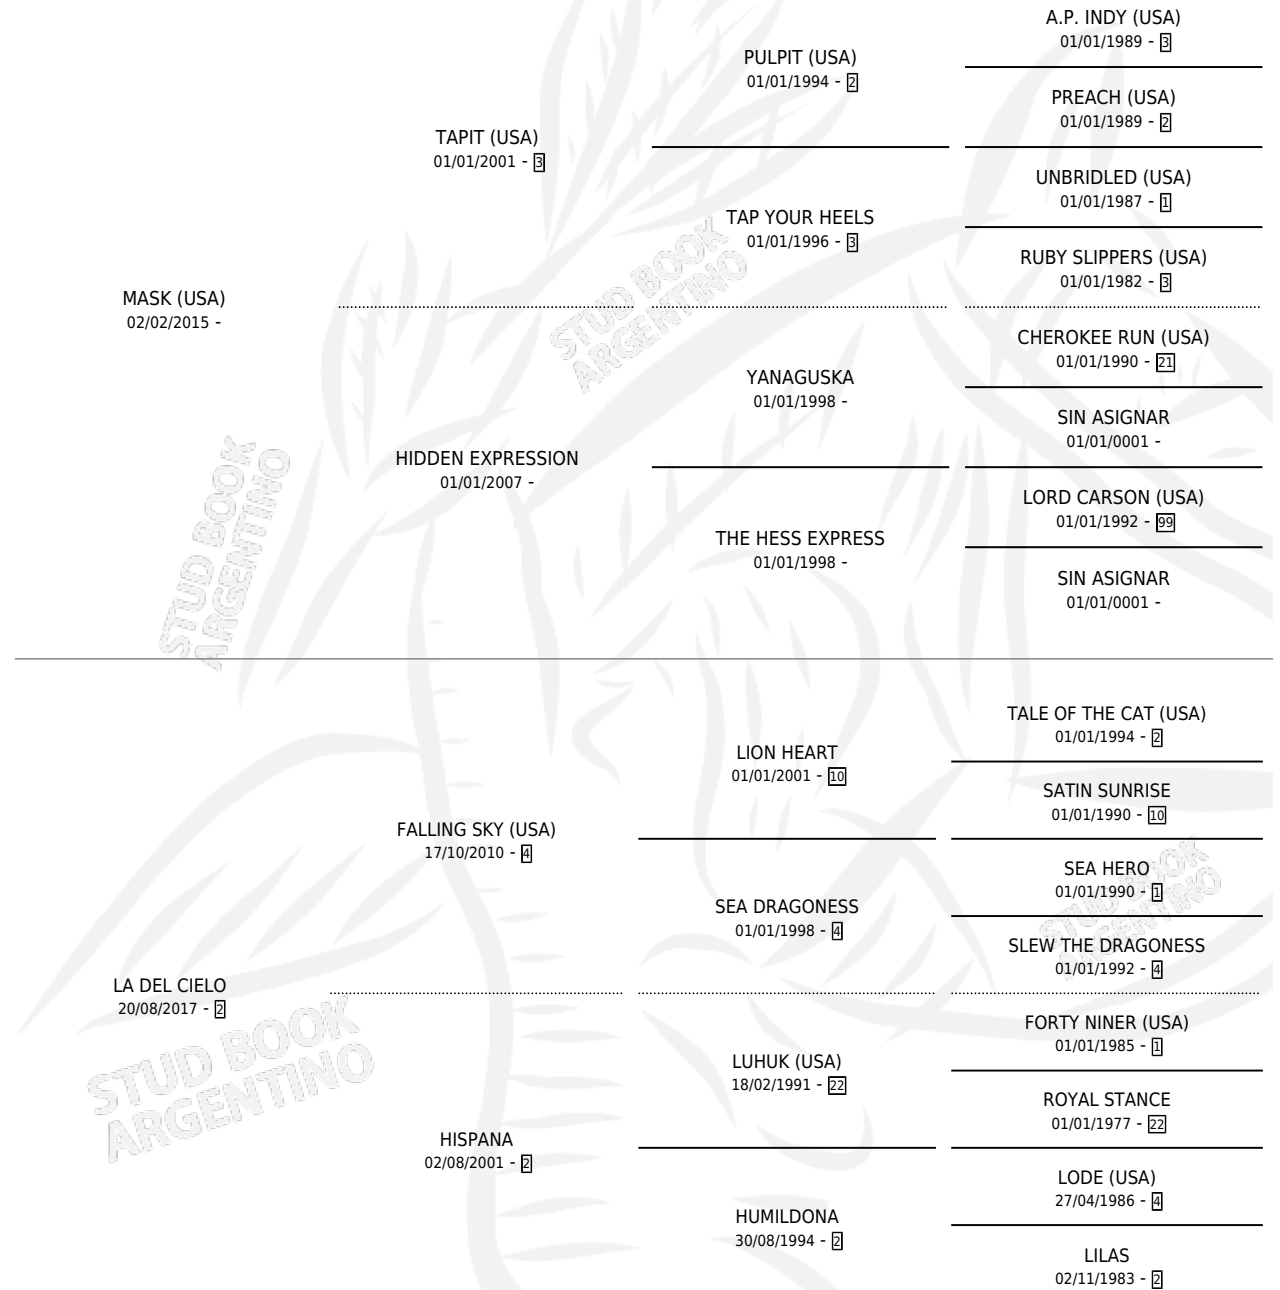 A.P. INDY (USA)
01/01/1989 - 3
PULPIT (USA)
01/01/1994 - 2
PREACH (USA)
01/01/1989 - 2
TAPIT (USA)
01/01/2001 - 3
UNBRIDLED (USA)
01/01/1987 - 1
TAP YOUR HEELS
01/01/1996 - 3
RUBY SLIPPERS (USA)
01/01/1982 - 3
MASK (USA)
02/02/2015 -
CHEROKEE RUN (USA)
01/01/1990 - 21
YANAGUSKA
01/01/1998 -
SIN ASIGNAR
01/01/0001 -
HIDDEN EXPRESSION
01/01/2007 -
LORD CARSON (USA)
01/01/1992 - 99
THE HESS EXPRESS
01/01/1998 -
SIN ASIGNAR
01/01/0001 -
TALE OF THE CAT (USA)
01/01/1994 - 2
LION HEART
01/01/2001 - 10
SATIN SUNRISE
01/01/1990 - 10
FALLING SKY (USA)
17/10/2010 - 4
SEA HERO
01/01/1990 - 1
SEA DRAGONESS
01/01/1998 - 4
SLEW THE DRAGONESS
01/01/1992 - 4
LA DEL CIELO
20/08/2017 - 2
FORTY NINER (USA)
01/01/1985 - 1
LUHUK (USA)
18/02/1991 - 22
ROYAL STANCE
01/01/1977 - 22
HISPANA
02/08/2001 - 2
LODE (USA)
27/04/1986 - 4
HUMILDONA
30/08/1994 - 2
LILAS
02/11/1983 - 2
STUD BOOK
ARGENTINO
STUD BOOK
ARGENTINO
STUD BOOK
ARGENTINO
STUD BOOK
ARGENTINO